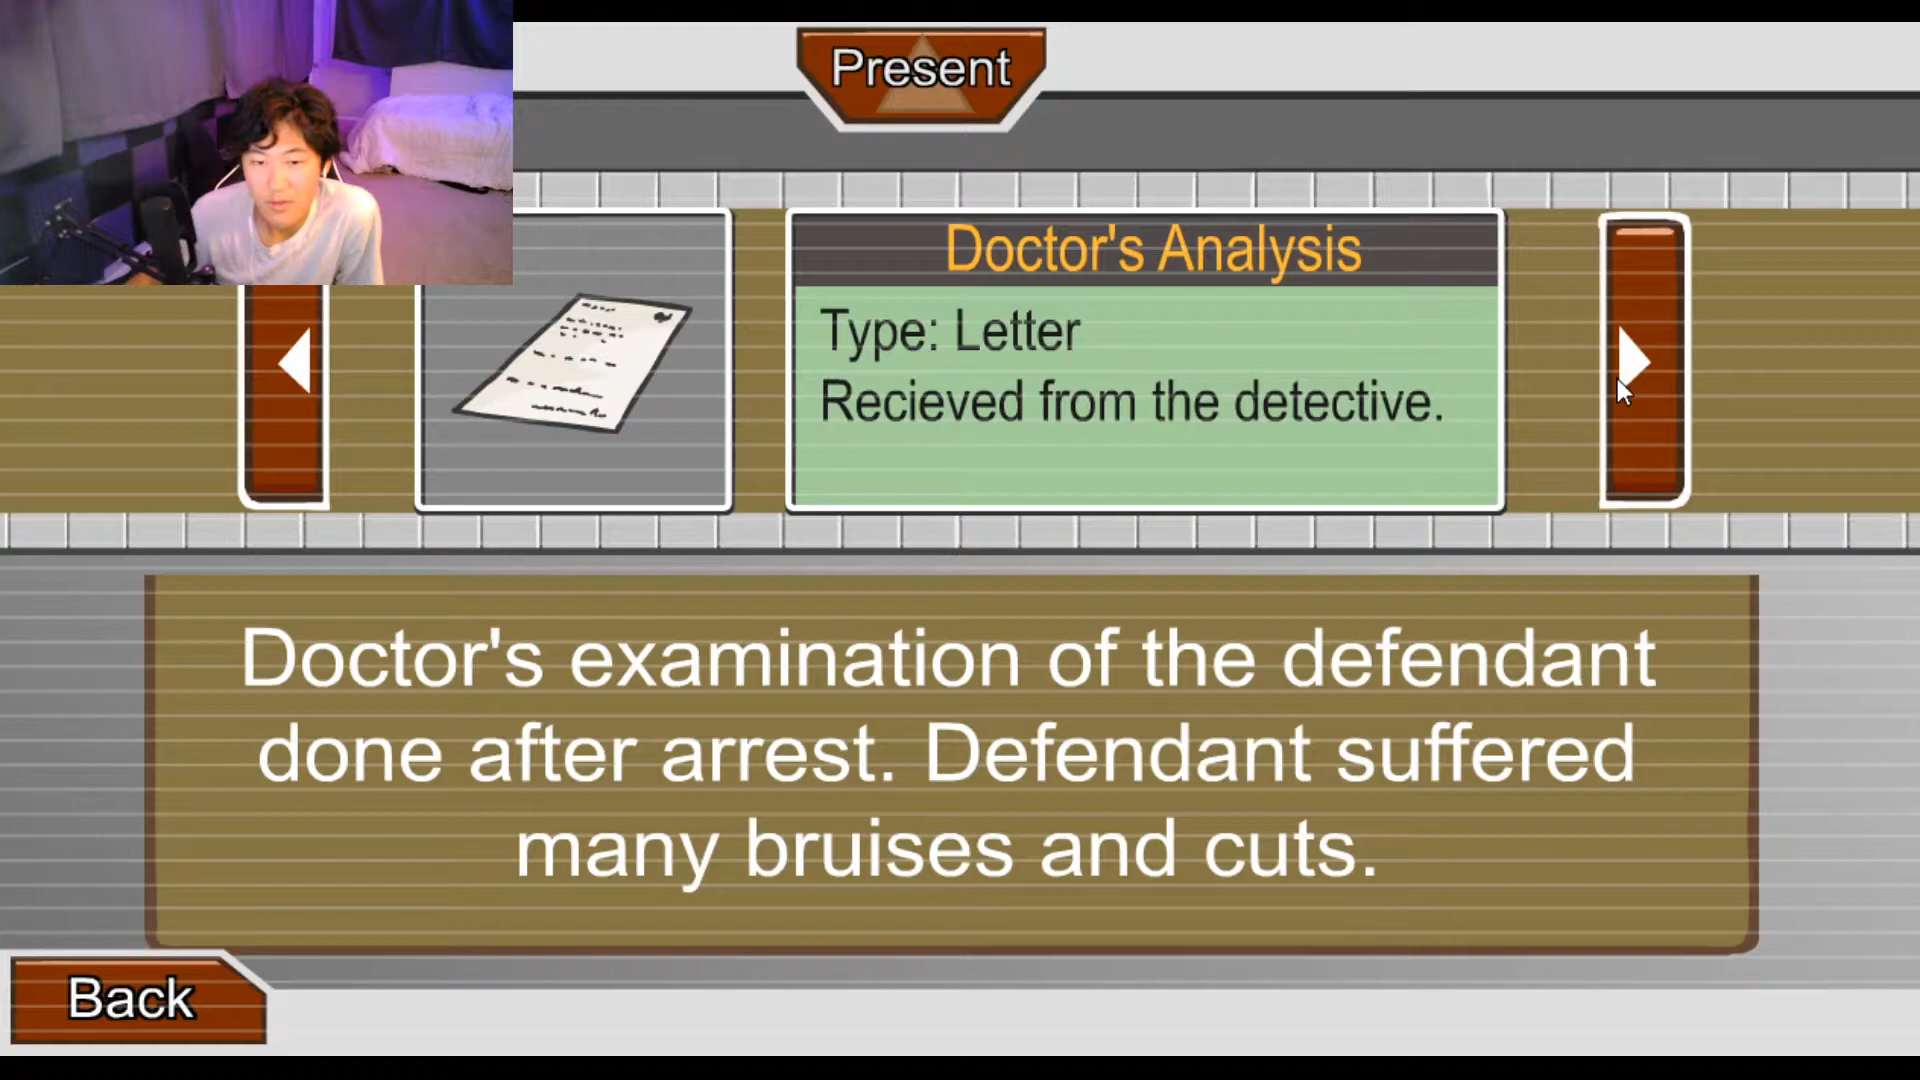 Present
Doctor's Analysis
Type: Letter
Recieved from the detective.
Doctor's examination of the defendant
done after arrest. Defendant suffered
many bruises and cuts.
Back